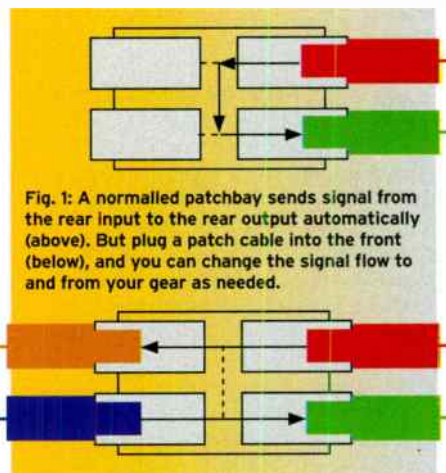 Fig. 1: A normalled patchbay sends signal from
the rear input to the rear output automatically
(above). But plug a patch cable into the front
(below), and you can change the signal flow to
and from your gear as needed.